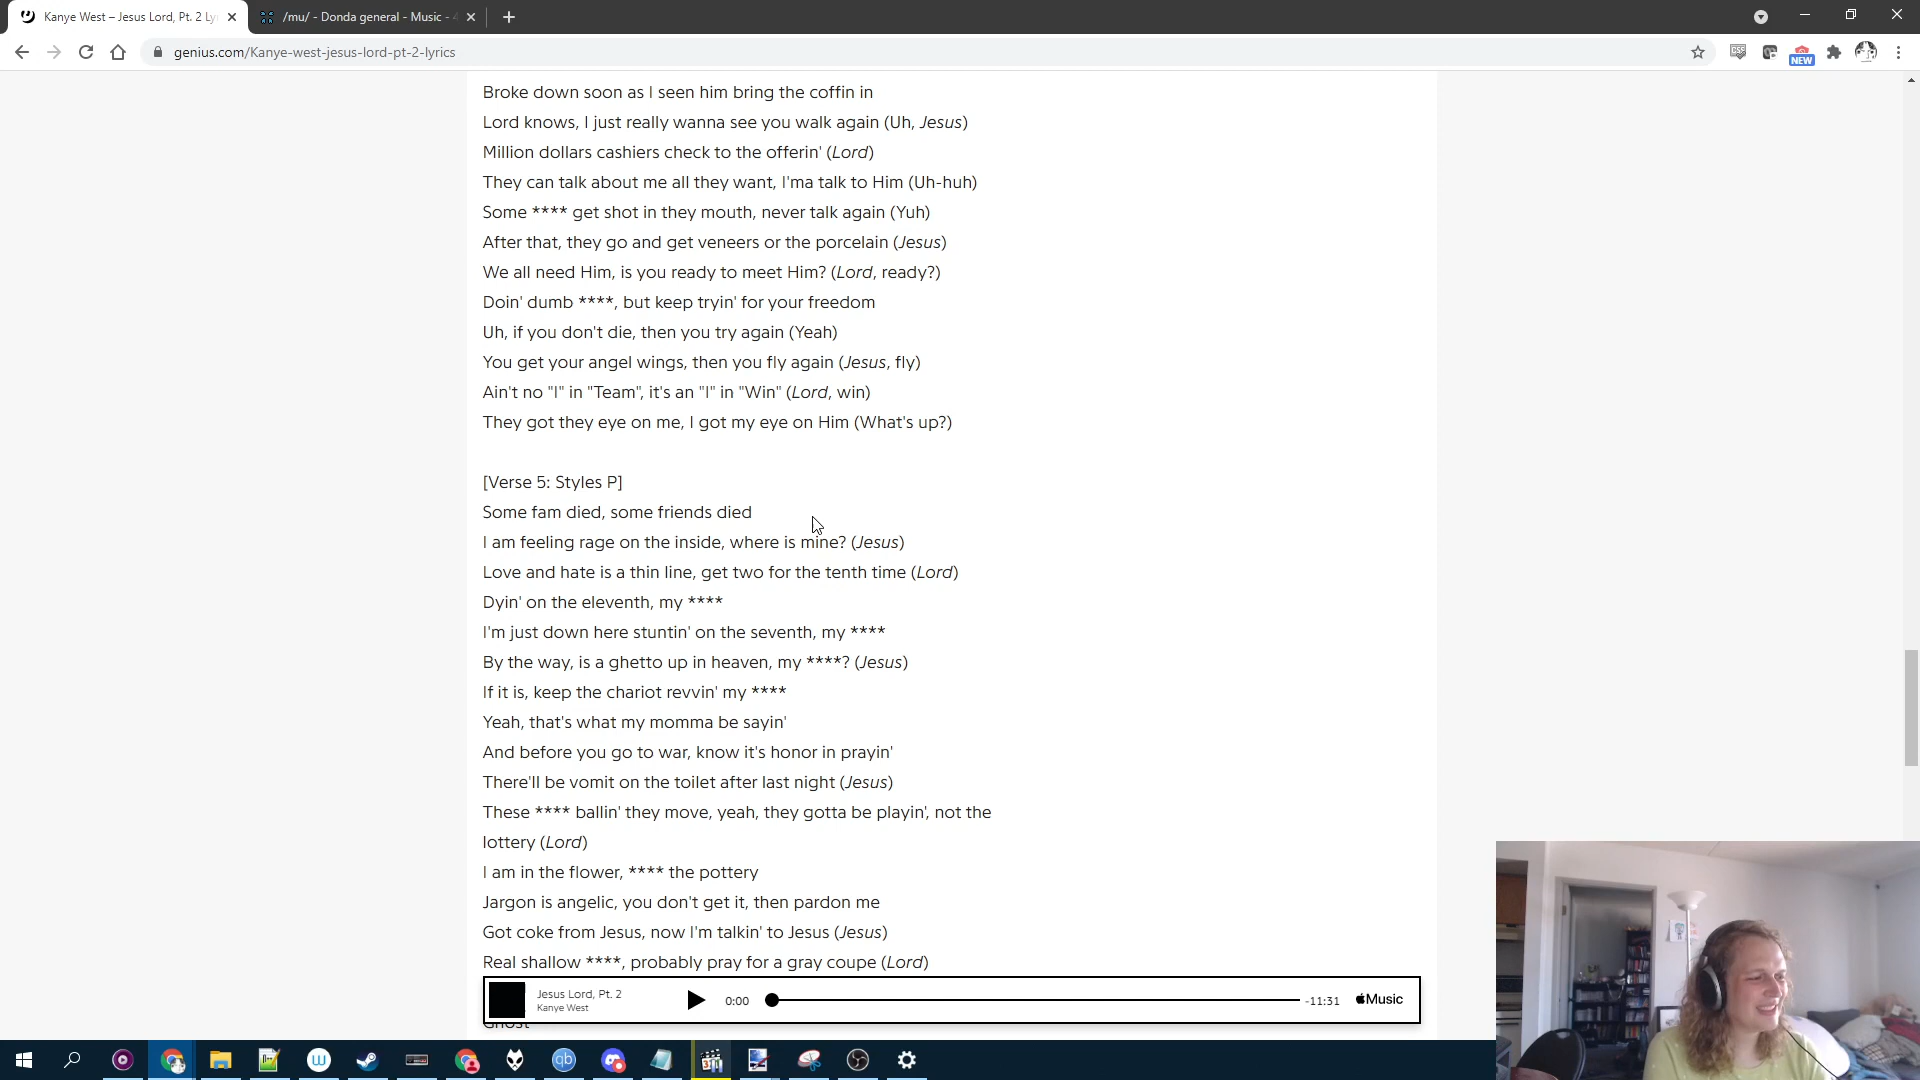 Kanye West – Jesus Lord, Pt. 2 Ly
/mu/ - Donda general - Music - 4
genius.com/Kanye-west-jesus-lord-pt-2-lyrics
NEW
Broke down soon as I seen him bring the coffin in
Lord knows, I just really wanna see you walk again (Uh, Jesus)
Million dollars cashiers check to the offerin' (Lord)
They can talk about me all they want, I'ma talk to Him (Uh-huh)
Some **** get shot in they mouth, never talk again (Yuh)
After that, they go and get veneers or the porcelain (Jesus)
We all need Him, is you ready to meet Him? (Lord, ready?)
Doin' dumb ****, but keep tryin' for your freedom
Uh, if you don't die, then you try again (Yeah)
You get your angel wings, then you fly again (Jesus, fly)
Ain't no "I" in "Team", it's an "I" in "Win" (Lord, win)
They got they eye on me, I got my eye on Him (What's up?)
[Verse 5: Styles P]
Some fam died, some friends died
I am feeling rage on the inside, where is mine? (Jesus)
Love and hate is a thin line, get two for the tenth time (Lord)
Dyin' on the eleventh, my ****
I'm just down here stuntin' on the seventh, my ****
By the way, is a ghetto up in heaven, my ****? (Jesus)
If it is, keep the chariot revvin' my ****
Yeah, that's what my momma be sayin'
And before you go to war, know it's honor in prayin'
There'll be vomit on the toilet after last night (Jesus)
These **** ballin' they move, yeah, they gotta be playin', not the
lottery (Lord)
I am in the flower, **** the pottery
Jargon is angelic, you don't get it, then pardon me
Got coke from Jesus, now I'm talkin' to Jesus (Jesus)
Real shallow ****, probably pray for a gray coupe (Lord)
Jesus Lord, Pt. 2
Kanye West
0:00
-11:31
Music
Ghost